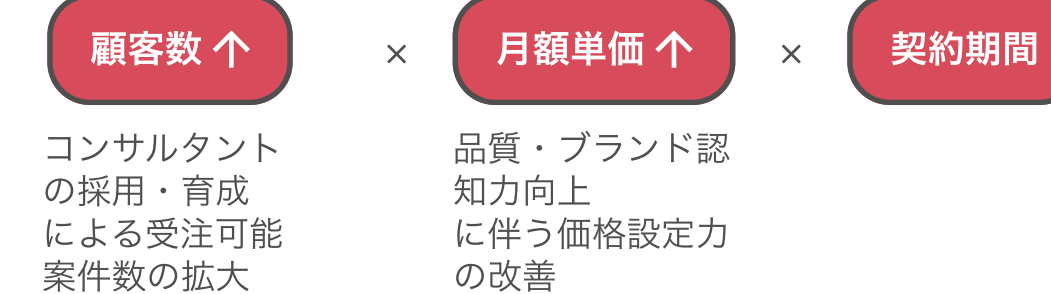 顧客数↑ × 月額単価↑ × 契約期間
コンサルタント
の採用・育成
による受注可能
案件数の拡大
品質・ブランド認
知力向上
に伴う価格設定力
の改善